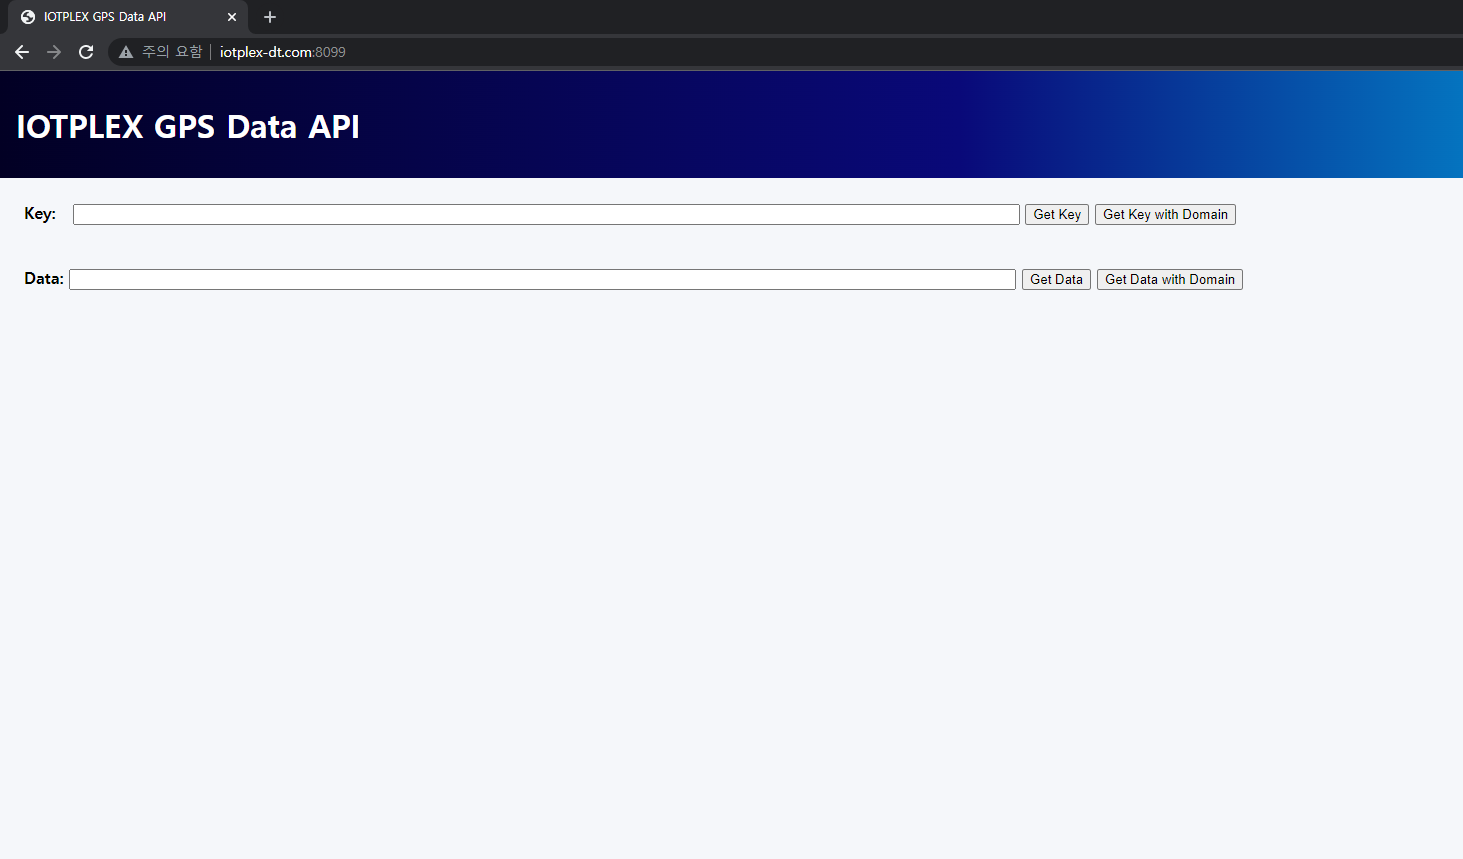 IOTPLEX GPS Data API
주의 요함 iotplex-dt.com:8099
IOTPLEX GPS Data API
Key: Get Key Get Key with Domain
Data: Get Data Get Data with Domain